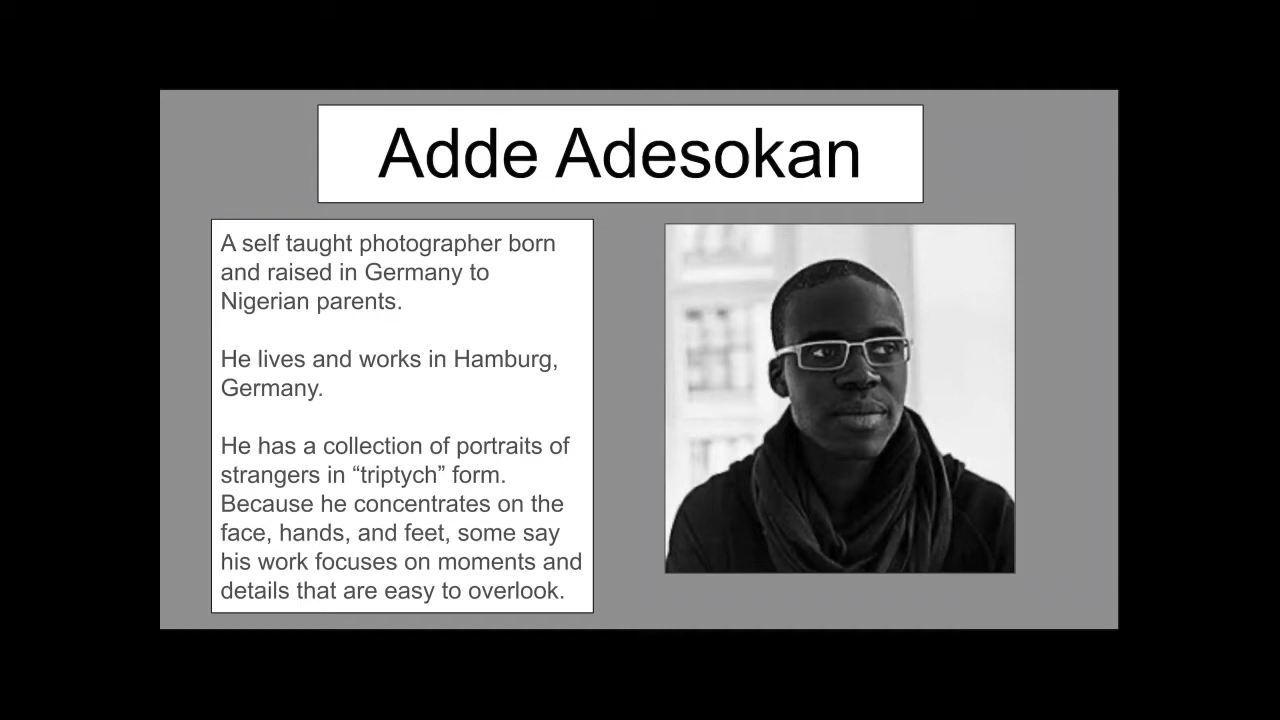 Adde Adesokan
A self taught photographer born
and raised in Germany to
Nigerian parents.
He lives and works in Hamburg,
Germany.
He has a collection of portraits of
strangers in “triptych” form.
Because he concentrates on the
face, hands, and feet, some say
his work focuses on moments and
details that are easy to overlook.